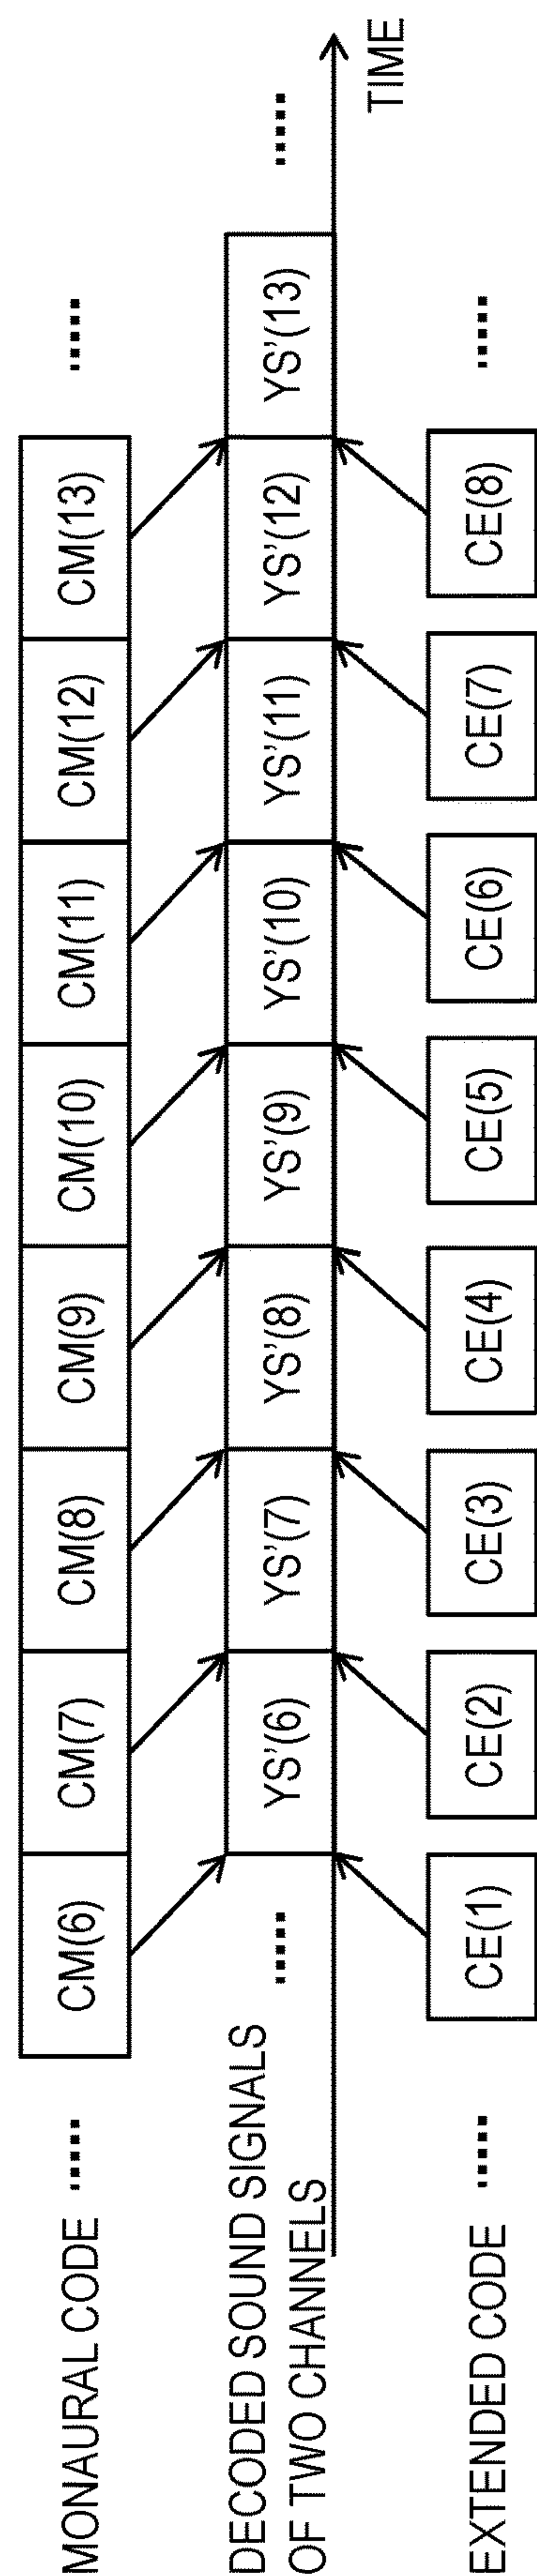 MONAURAL CODE ..... CM(6) CM(7) CM(8) CM(9) CM(10) CM(11) CM(12) CM(13) .....
DECODED SOUND SIGNALS
OF TWO CHANNELS
..... YS'(6) YS'(7) YS'(8) YS'(9) YS'(10) YS'(11) YS'(12) YS'(13) .....
TIME
EXTENDED CODE ..... CE(1) CE(2) CE(3) CE(4) CE(5) CE(6) CE(7) CE(8) .....